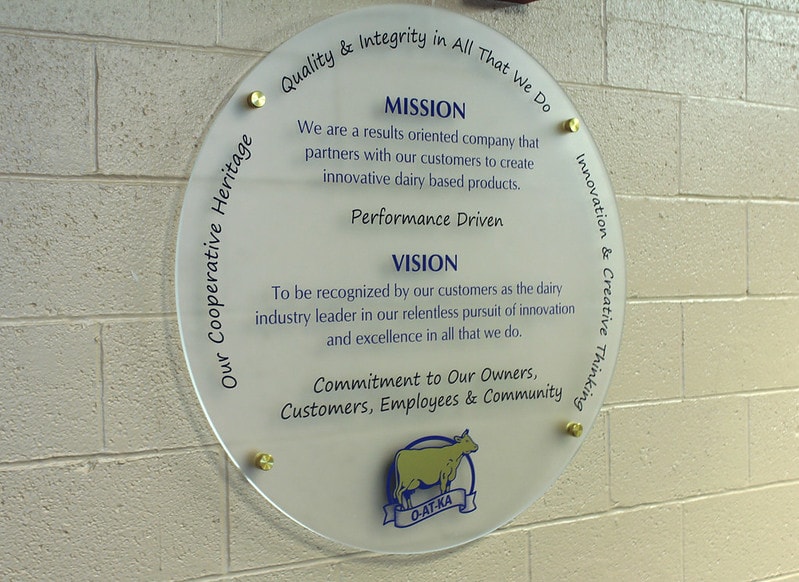 Quality & Integrity in All That We Do
Our Cooperative Heritage
Innovation & Creative Thinking
MISSION
We are a results oriented company that
partners with our customers to create
innovative dairy based products.
Performance Driven
VISION
To be recognized by our customers as the dairy
industry leader in our relentless pursuit of innovation
and excellence in all that we do.
Commitment to Our Owners,
Customers, Employees & Community
O-AT-KA